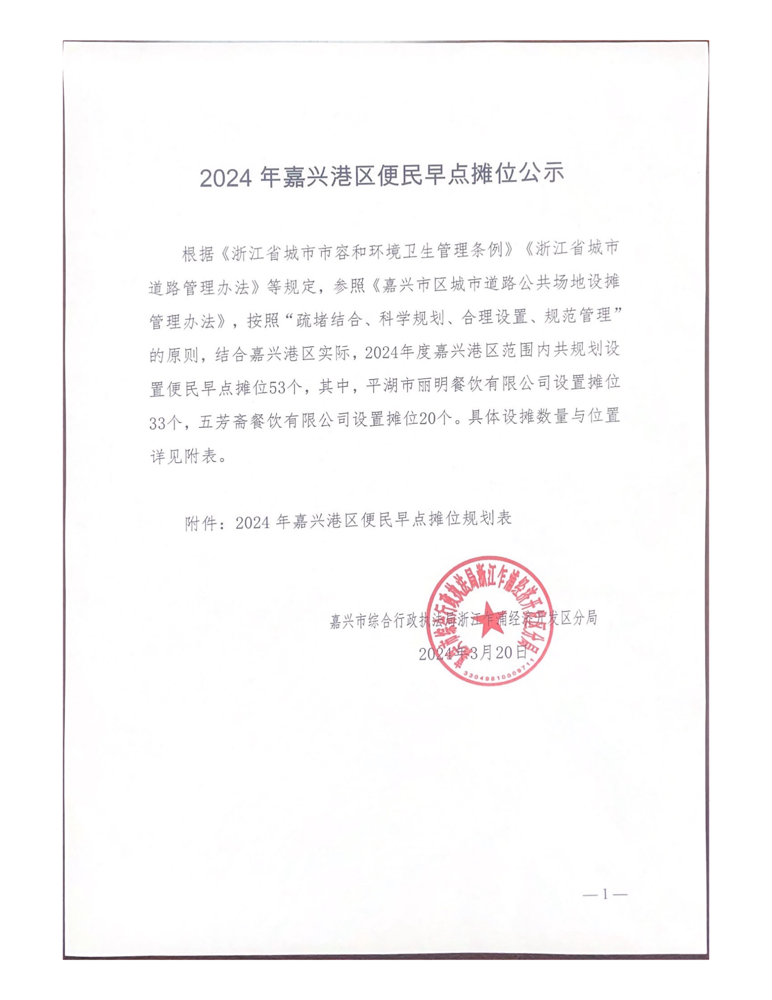 2024 年嘉兴港区便民早点摊位公示
根据《浙江省城市市容和环境卫生管理条例》《浙江省城市
道路管理办法》等规定，参照《嘉兴市区城市道路公共场地设摊
管理办法》，按照“疏堵结合、科学规划、合理设置、规范管理”
的原则，结合嘉兴港区实际，2024年度嘉兴港区范围内共规划设
置便民早点摊位53个，其中，平湖市丽明餐饮有限公司设置摊位
33个，五芳斋餐饮有限公司设置摊位20个。具体设摊数量与位置
详见附表。
附件：2024 年嘉兴港区便民早点摊位规划表
嘉兴市综合行政执法局浙江乍浦经济开发区分局
2024年3月20日
嘉兴市综合行政执法局浙江乍浦经济开发区分局
33049810009711
— 1 —